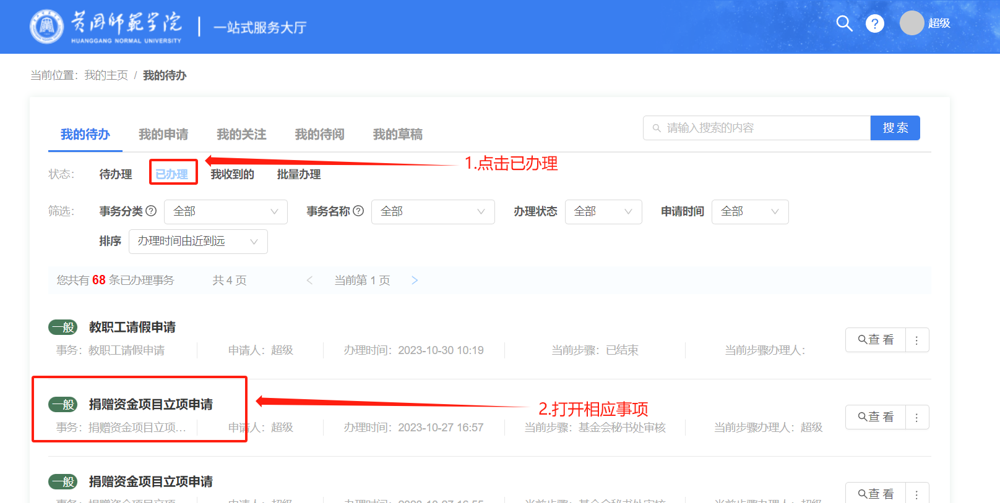 黄冈师范学院 一站式服务大厅 ? 超级
HUANGGANG NORMAL UNIVERSITY
当前位置：我的主页 / 我的待办
我的待办 我的申请 我的关注 我的待阅 我的草稿 请输入搜索的内容 搜 索
1.点击已办理
状态： 待办理 已办理 我收到的 批量办理
筛选： 事务分类 ? 全部 事务名称 ? 全部 办理状态 全部 申请时间 全部
排序 办理时间由近到远
您共有 68 条已办理事务 共 4 页 < 当前第 1 页 >
一般 教职工请假申请
事务：教职工请假申请 申请人：超级 办理时间：2023-10-30 10:19 当前步骤：已结束 当前步骤办理人： 查 看
一般 捐赠资金项目立项申请
2.打开相应事项
事务：捐赠资金项目立项... 申请人：超级 办理时间：2023-10-27 16:57 当前步骤：基金会秘书处审核 当前步骤办理人：超级 查 看
一般 捐赠资金项目立项申请
查 看